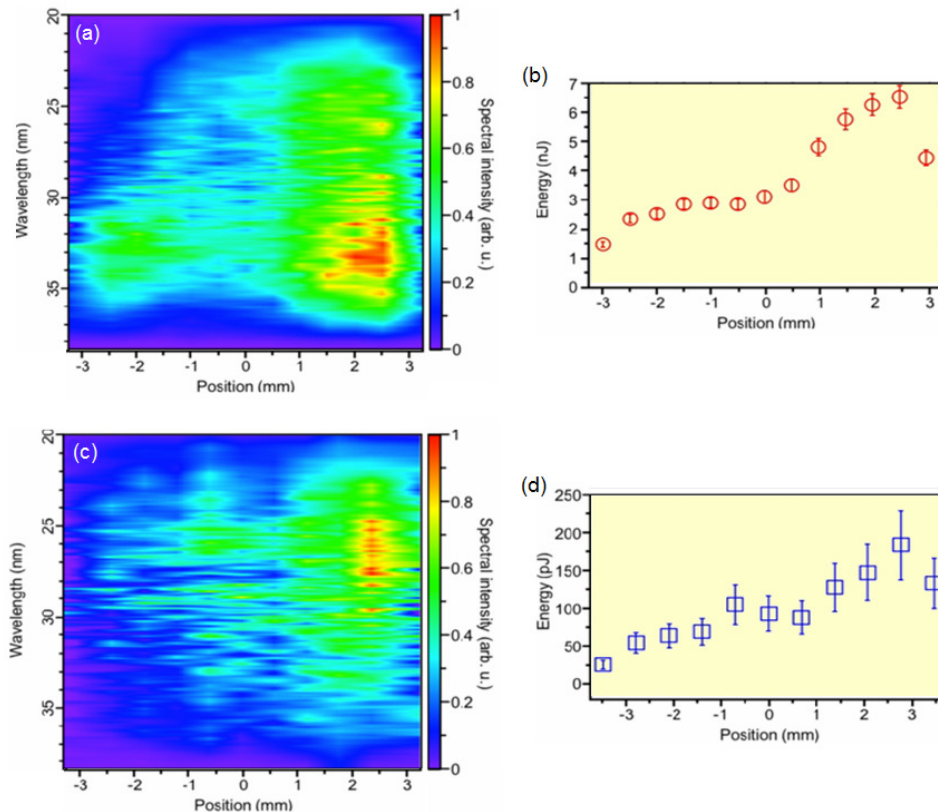 (a)
20
25
30
35
Wavelength (nm)
-3 -2 -1 0 1 2 3
Position (mm)
1
0.8
0.6
0.4
0.2
0
Spectral intensity (arb. u.)
(b)
7
6
5
4
3
2
1
0
Energy (nJ)
-3 -2 -1 0 1 2 3
Position (mm)
(c)
20
25
30
35
Wavelength (nm)
-3 -2 -1 0 1 2 3
Position (mm)
1
0.8
0.6
0.4
0.2
0
Spectral intensity (arb. u.)
(d)
250
200
150
100
50
0
Energy (pJ)
-3 -2 -1 0 1 2 3
Position (mm)